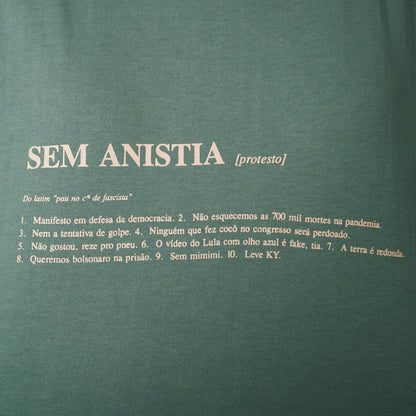 SEM ANISTIA [protesto]
Do latim "pau no c* de fascista"
1. Manifesto em defesa da democracia. 2. Não esquecemos as 700 mil mortes na pandemia.
3. Nem a tentativa de golpe. 4. Ninguém que fez cocô no congresso será perdoado.
5. Não gostou, reze pro pneu. 6. O vídeo do Lula com olho azul é fake, tia. 7. A terra é redonda.
8. Queremos bolsonaro na prisão. 9. Sem mimimi. 10. Leve KY.